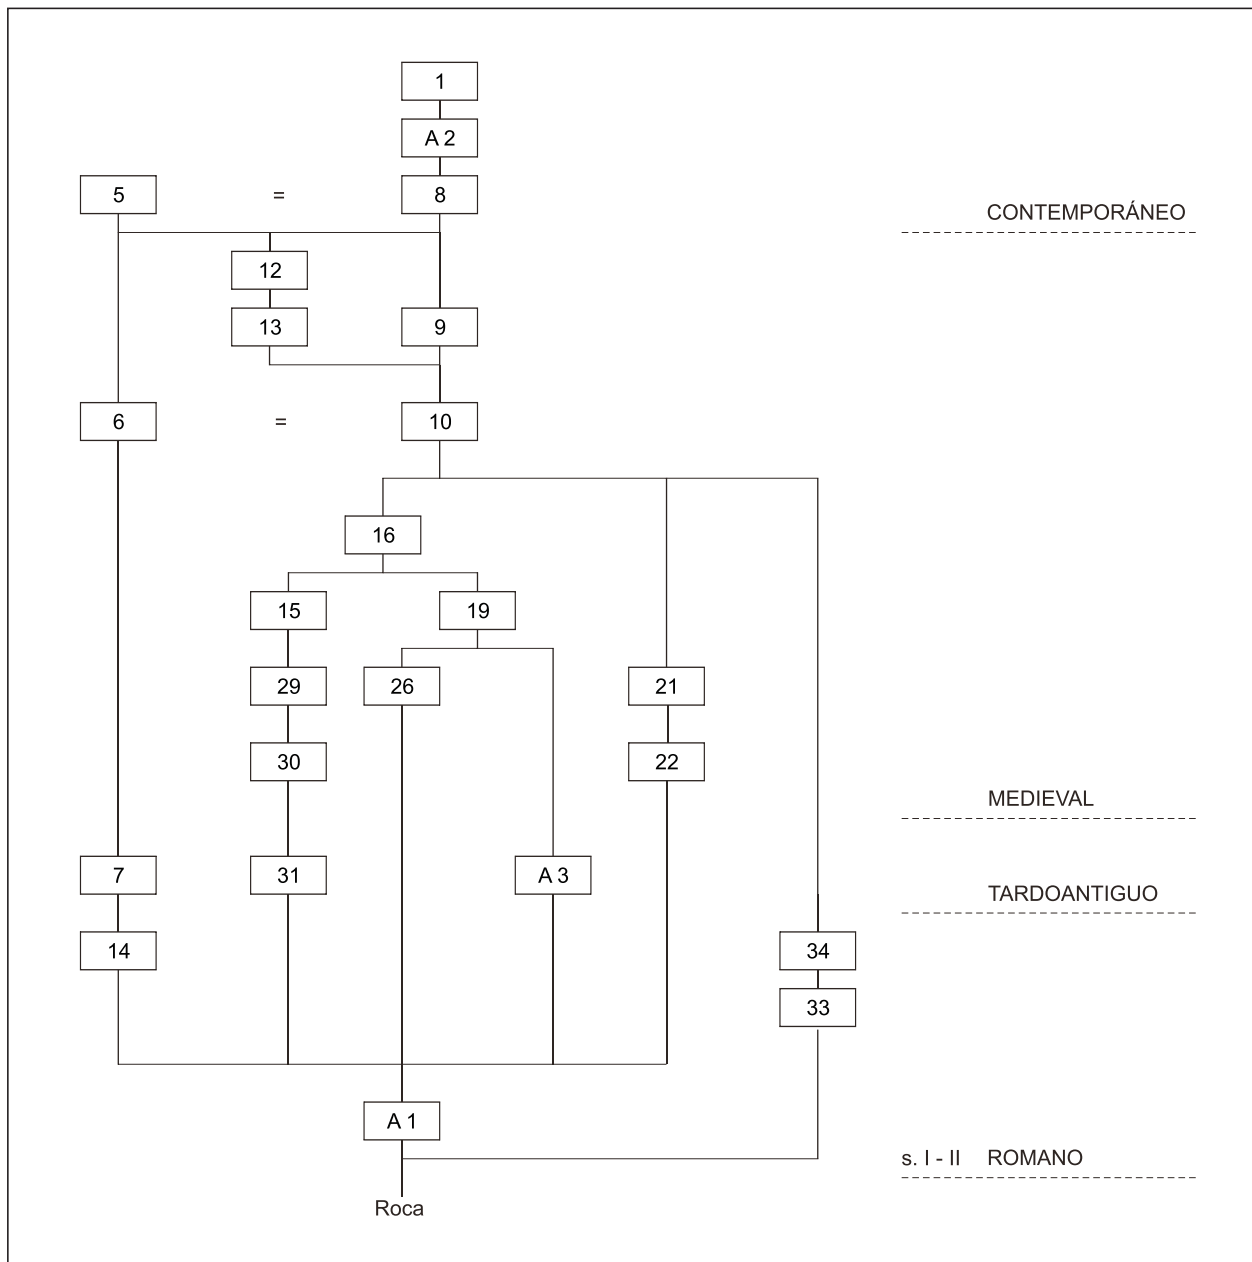 1
A 2
5 = 8
CONTEMPORÁNEO
12
13 9
6 = 10
16
15 19
29 26 21
30 22
MEDIEVAL
7 31 A 3
TARDOANTIGUO
14 34
33
A 1
s. I - II ROMANO
Roca